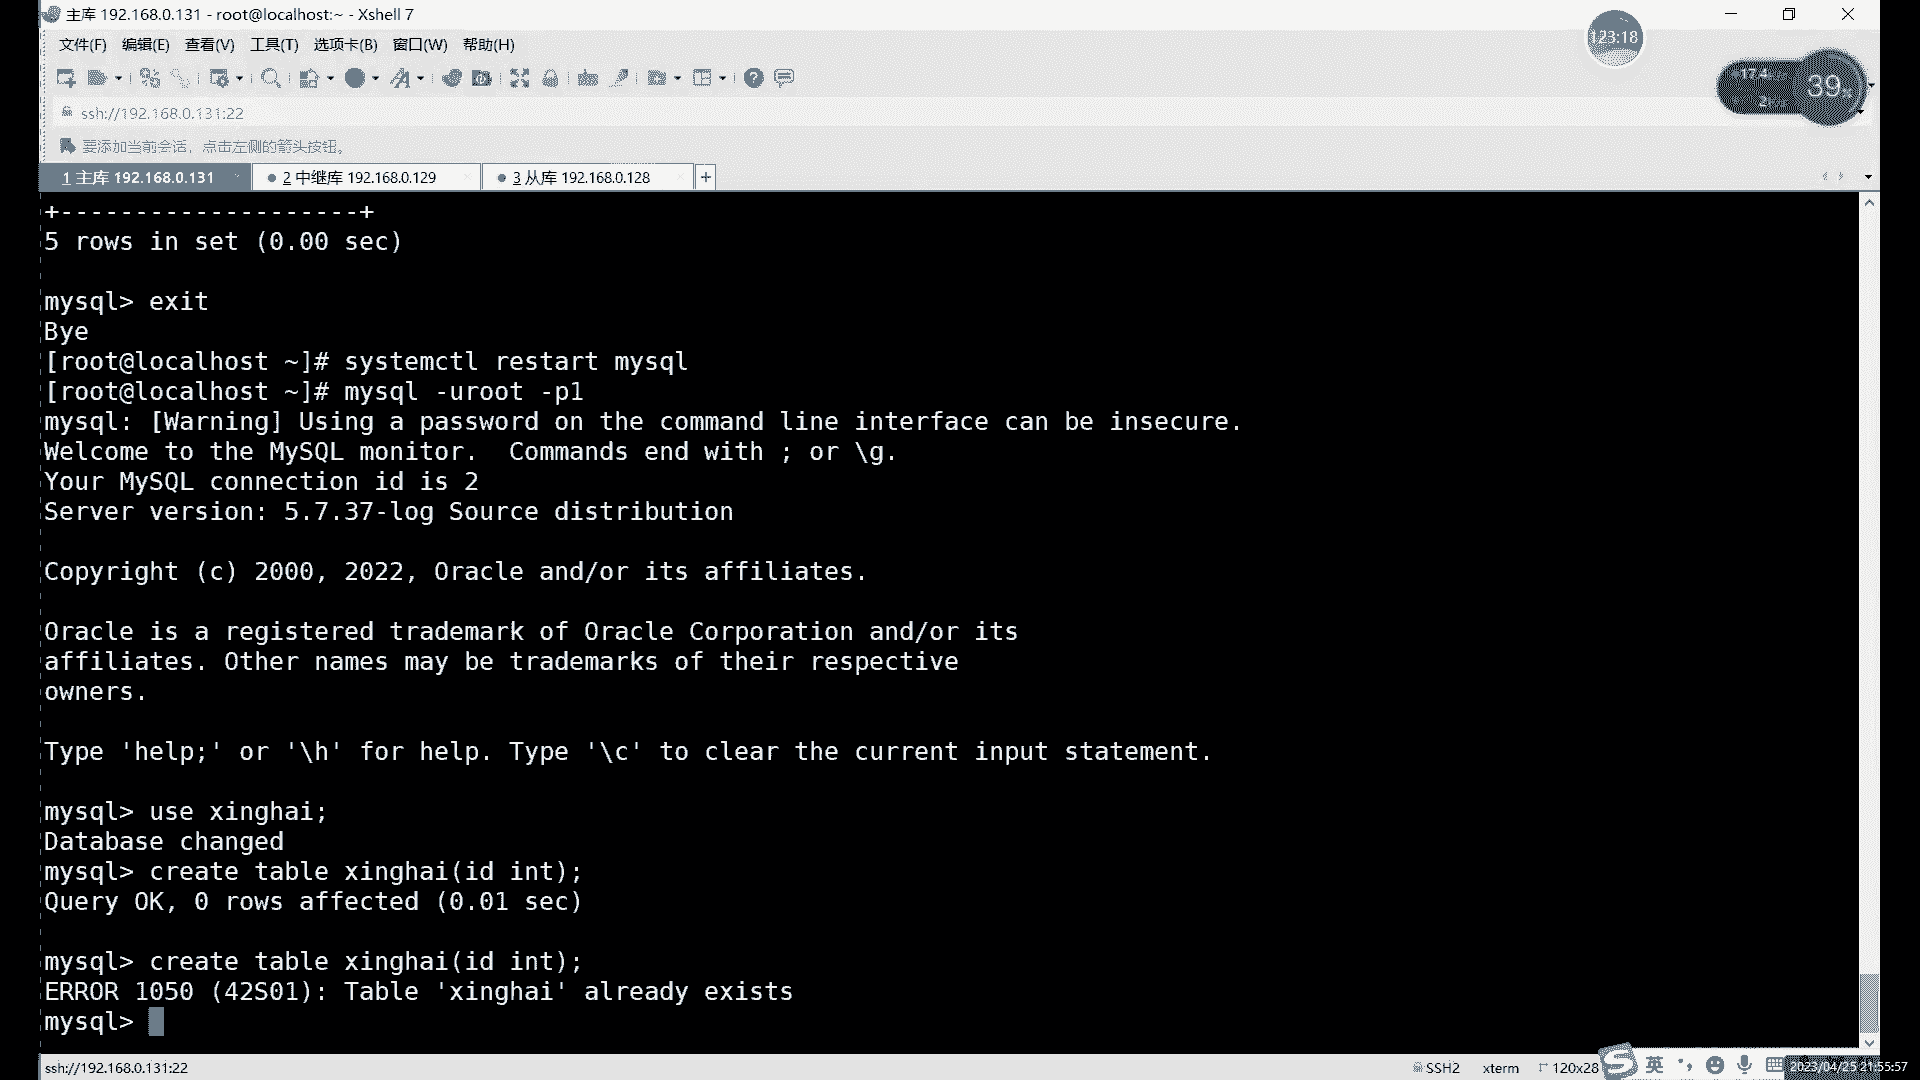 主库 192.168.0.131 - root@localhost:~ - Xshell 7
文件(F) 编辑(E) 查看(V) 工具(T) 选项卡(B) 窗口(W) 帮助(H)
123:18
39
ssh://192.168.0.131:22
要添加当前会话，点击左侧的箭头按钮。
1 主库 192.168.0.131
2 中继库 192.168.0.129
3 从库 192.168.0.128
+
+--------------------+
5 rows in set (0.00 sec)
mysql> exit
Bye
[root@localhost ~]# systemctl restart mysql
[root@localhost ~]# mysql -uroot -p1
mysql: [Warning] Using a password on the command line interface can be insecure.
Welcome to the MySQL monitor.  Commands end with ; or \g.
Your MySQL connection id is 2
Server version: 5.7.37-log Source distribution
Copyright (c) 2000, 2022, Oracle and/or its affiliates.
Oracle is a registered trademark of Oracle Corporation and/or its
affiliates. Other names may be trademarks of their respective
owners.
Type 'help;' or '\h' for help. Type '\c' to clear the current input statement.
mysql> use xinghai;
Database changed
mysql> create table xinghai(id int);
Query OK, 0 rows affected (0.01 sec)
mysql> create table xinghai(id int);
ERROR 1050 (42S01): Table 'xinghai' already exists
mysql>
ssh://192.168.0.131:22
SSH2 xterm 120x28
英
2023/04/25 21:55:57